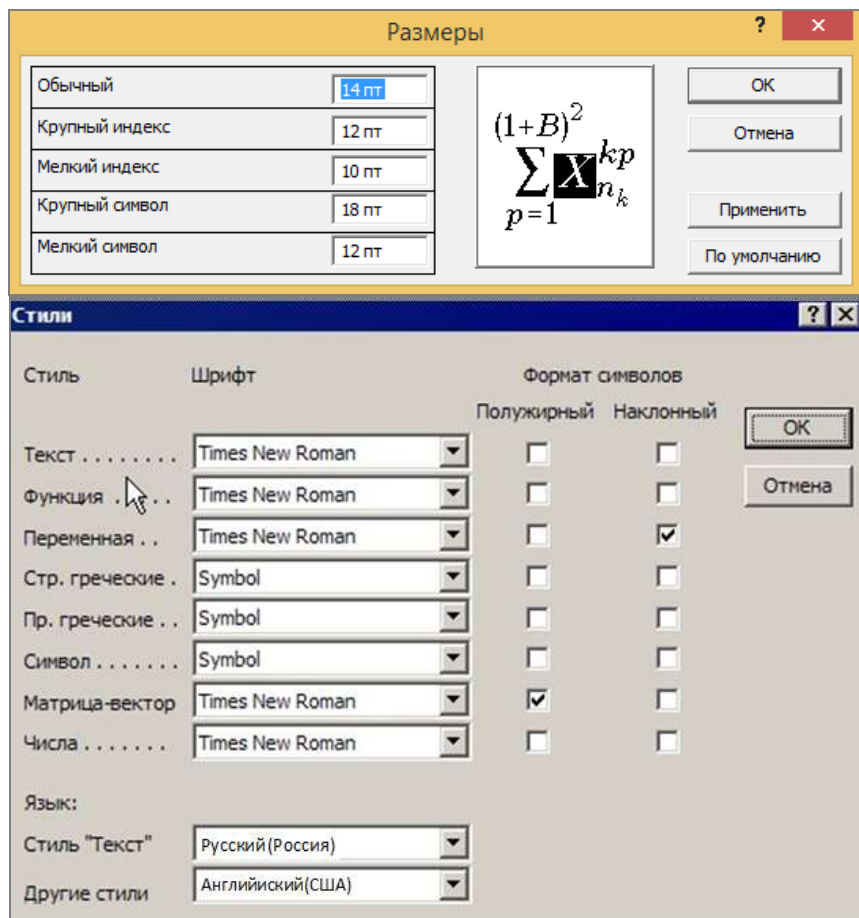 Размеры ? ×
Обычный 14 пт
Крупный индекс 12 пт
Мелкий индекс 10 пт
Крупный символ 18 пт
Мелкий символ 12 пт
(1+B)²
∑ X kp n k
p=1
ОК
Отмена
Применить
По умолчанию
Стили ? ×
Стиль Шрифт Формат символов
Полужирный Наклонный
ОК
Отмена
Текст . . . . . . . . Times New Roman
Функция . . . . . Times New Roman
Переменная . . Times New Roman
Стр. греческие . Symbol
Пр. греческие . . Symbol
Символ . . . . . . . Symbol
Матрица-вектор Times New Roman
Числа . . . . . . . Times New Roman
Язык:
Стиль "Текст" Русский(Россия)
Другие стили Английиский(США)